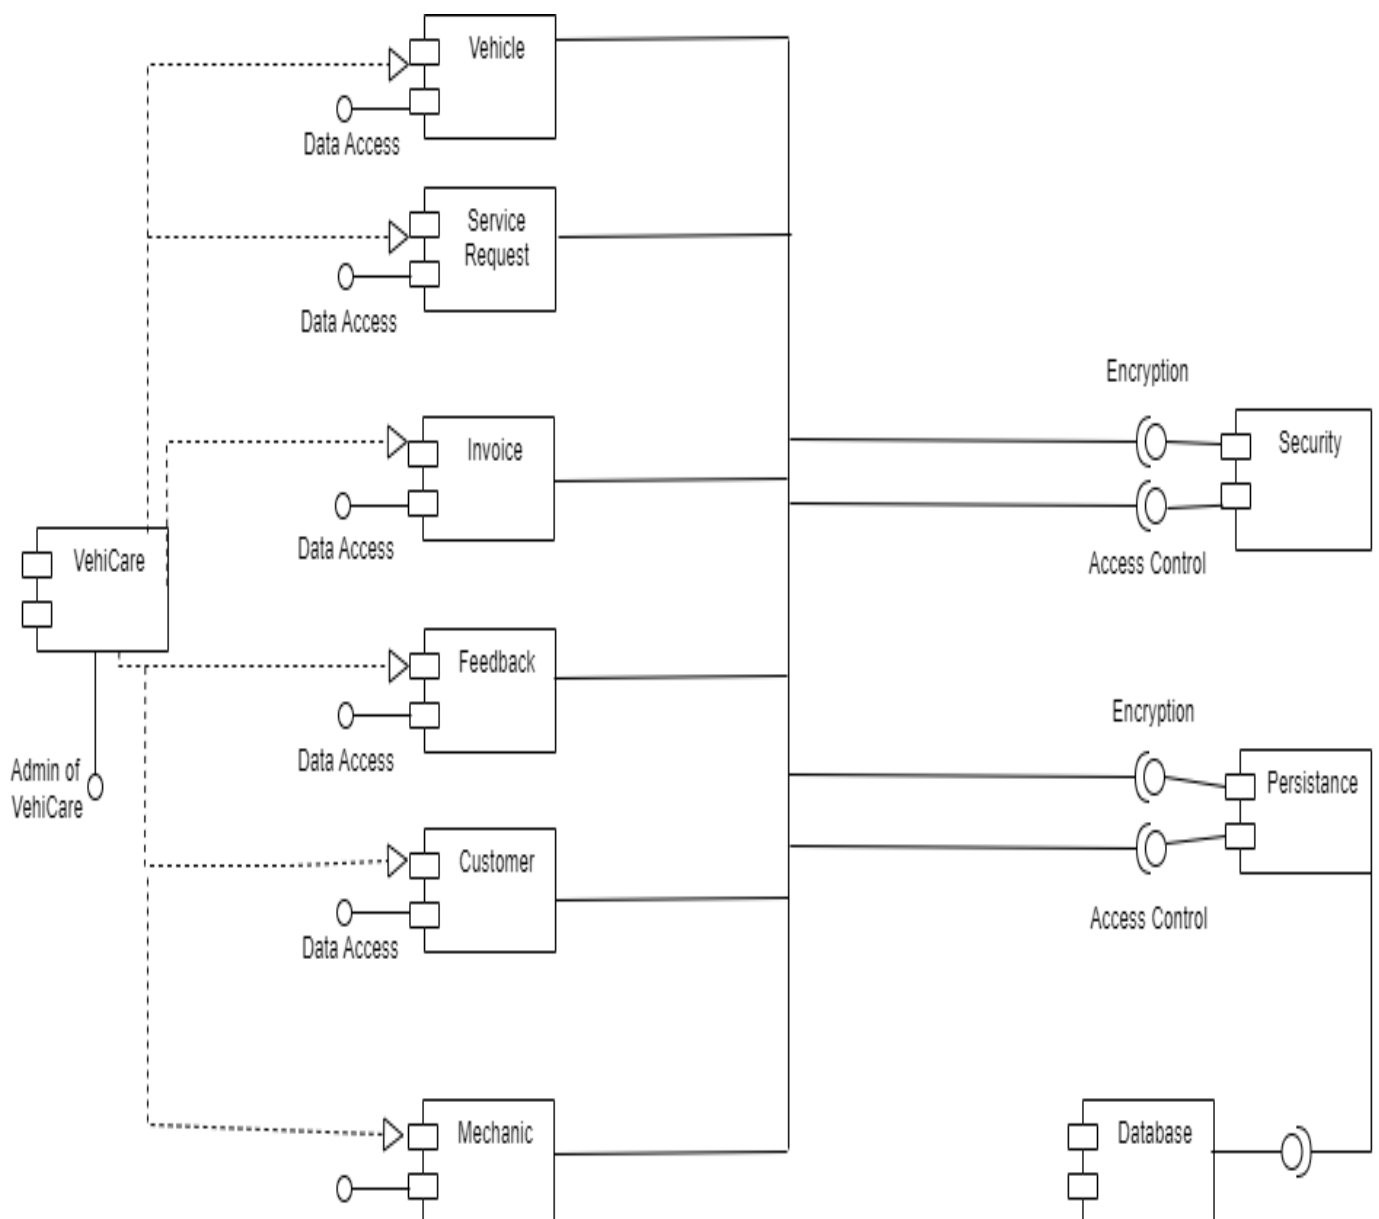 Vehicle
Data Access
Service
Request
Data Access
Encryption
Invoice
Security
Data Access
Access Control
VehiCare
Feedback
Encryption
Data Access
Admin of
VehiCare
Persistance
Customer
Access Control
Data Access
Mechanic
Database